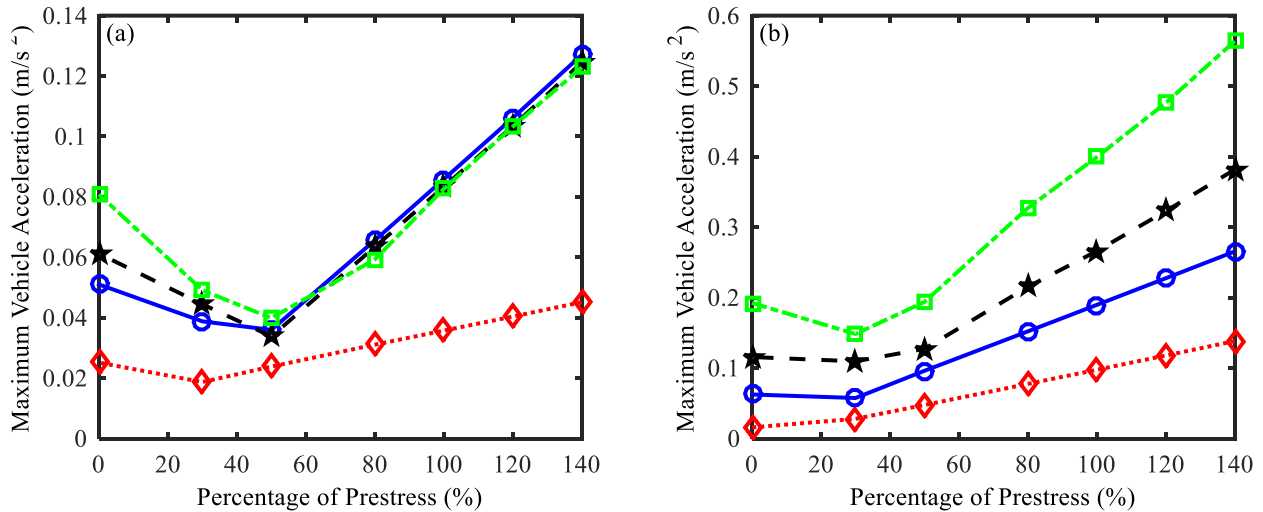 (a)
Maximum Vehicle Acceleration (m/s²)
0.14
0.12
0.1
0.08
0.06
0.04
0.02
0
0 20 40 60 80 100 120 140
Percentage of Prestress (%)
(b)
Maximum Vehicle Acceleration (m/s²)
0.6
0.5
0.4
0.3
0.2
0.1
0
0 20 40 60 80 100 120 140
Percentage of Prestress (%)